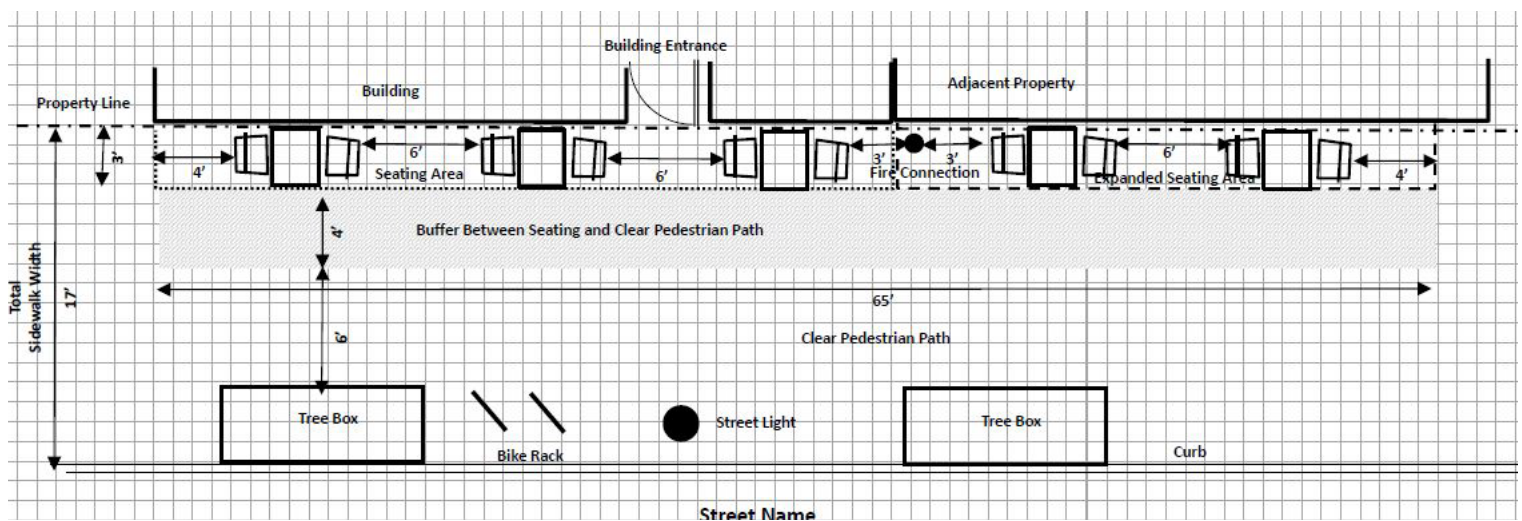 Building Entrance
Building
Adjacent Property
Property Line
3'
4'
6'
Seating Area
6'
3'
3'
Fire Connection
6'
Expanded Seating Area
4'
4'
Buffer Between Seating and Clear Pedestrian Path
Total
Sidewalk Width
17'
65'
6'
Clear Pedestrian Path
Tree Box
Bike Rack
Street Light
Tree Box
Curb
Street Name